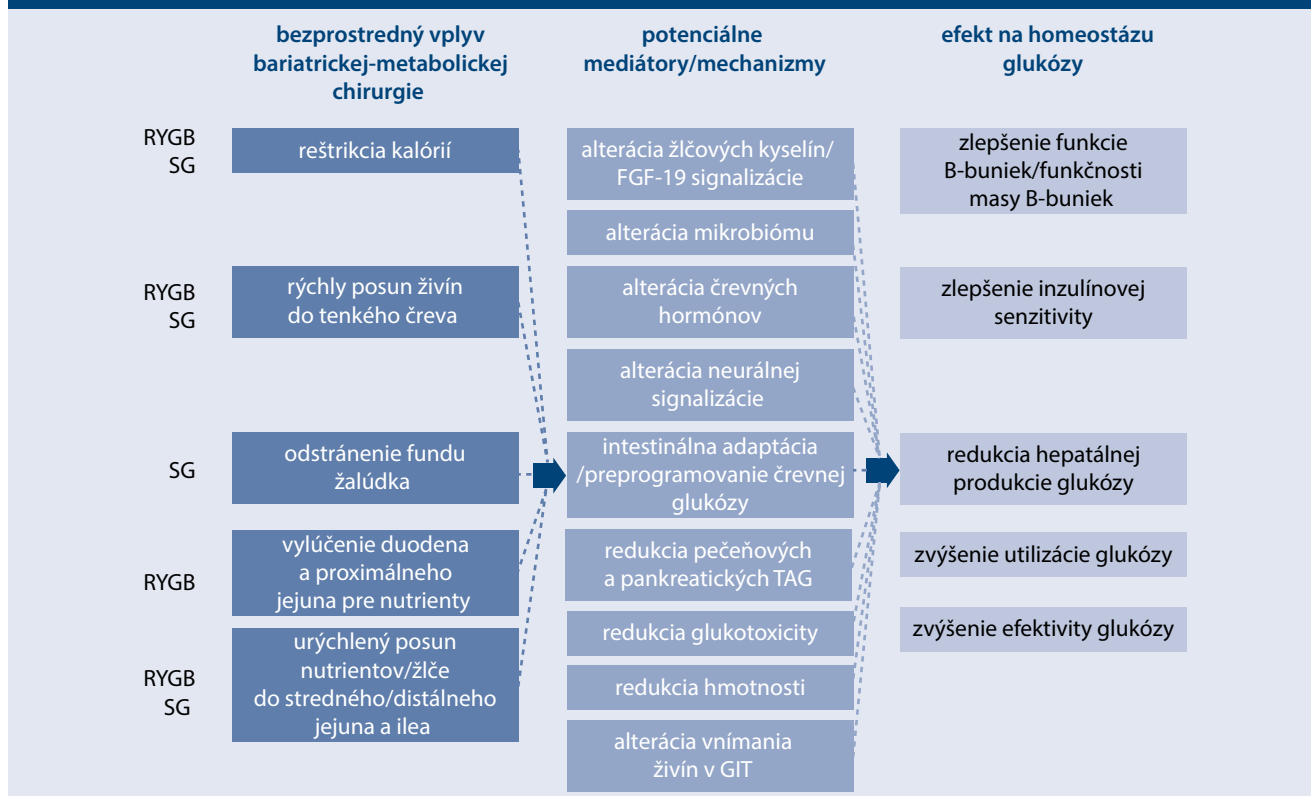 bezprostredný vplyv
bariatrickej-metabolickej
chirurgie
potenciálne
mediátory/mechanizmy
efekt na homeostázu
glukózy
RYGB
SG
reštrikcia kalórií
RYGB
SG
rýchly posun živín
do tenkého čreva
SG
odstránenie fundu
žalúdka
RYGB
vylúčenie duodena
a proximálneho
jejuna pre nutrienty
RYGB
SG
urýchlený posun
nutrientov/žlče
do stredného/distálneho
jejuna a ilea
alterácia žlčových kyselín/
FGF-19 signalizácie
alterácia mikrobiómu
alterácia črevných
hormónov
alterácia neurálnej
signalizácie
intestinálna adaptácia
/preprogramovanie črevnej
glukózy
redukcia pečeňových
a pankreatických TAG
redukcia glukotoxicity
redukcia hmotnosti
alterácia vnímania
živín v GIT
zlepšenie funkcie
B-buniek/funkčnosti
masy B-buniek
zlepšenie inzulínovej
senzitivity
redukcia hepatálnej
produkcie glukózy
zvýšenie utilizácie glukózy
zvýšenie efektivity glukózy